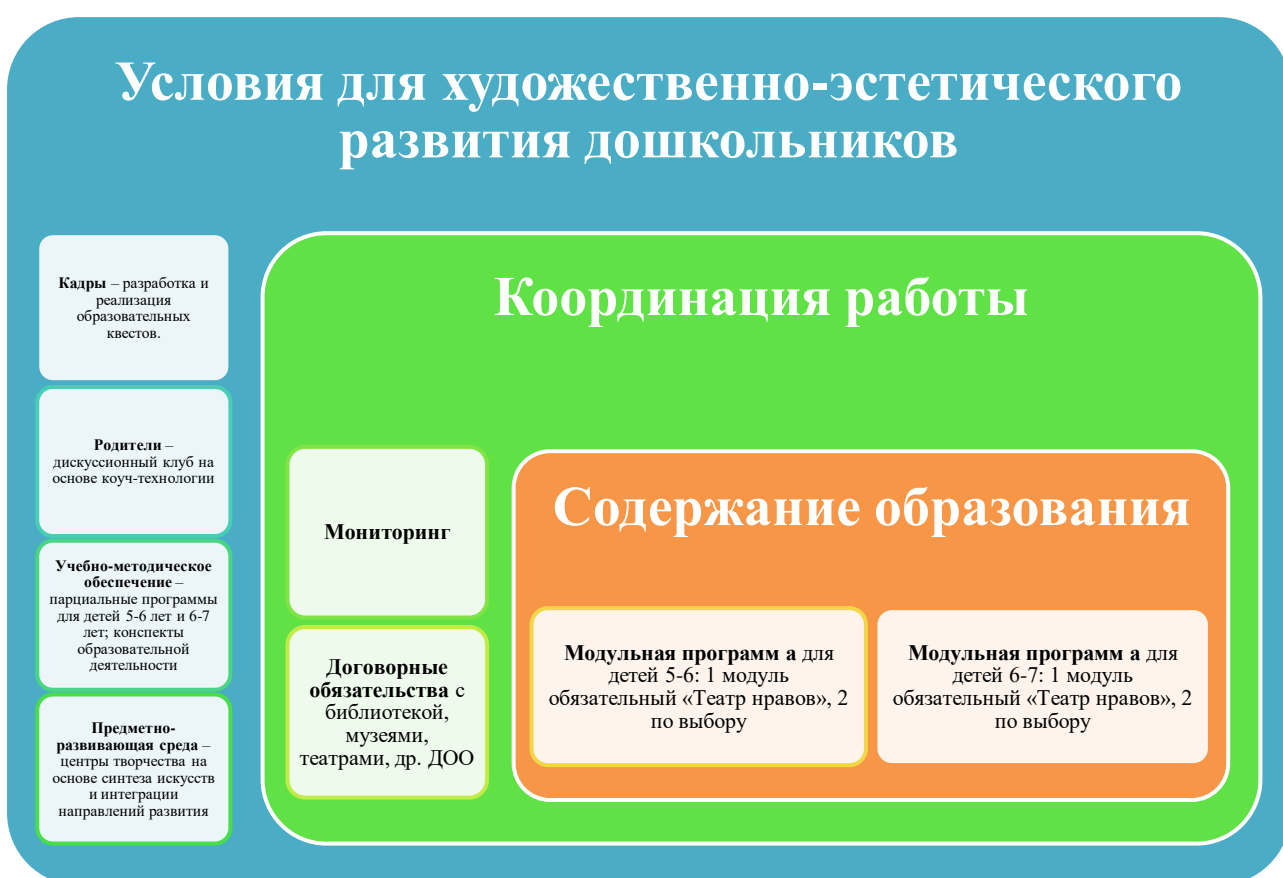 Условия для художественно-эстетического
развития дошкольников
Кадры – разработка и
реализация
образовательных
квестов.
Родители –
дискуссионный клуб на
основе коуч-технологии
Учебно-методическое
обеспечение –
парциальные программы
для детей 5-6 лет и 6-7
лет; конспекты
образовательной
деятельности
Предметно-
развивающая среда –
центры творчества на
основе синтеза искусств
и интеграции
направлений развития
Координация работы
Мониторинг
Договорные
обязательства с
библиотекой,
музеями,
театрами, др. ДОО
Содержание образования
Модульная программ а для
детей 5-6: 1 модуль
обязательный «Театр нравов», 2
по выбору
Модульная программ а для
детей 6-7: 1 модуль
обязательный «Театр нравов», 2
по выбору